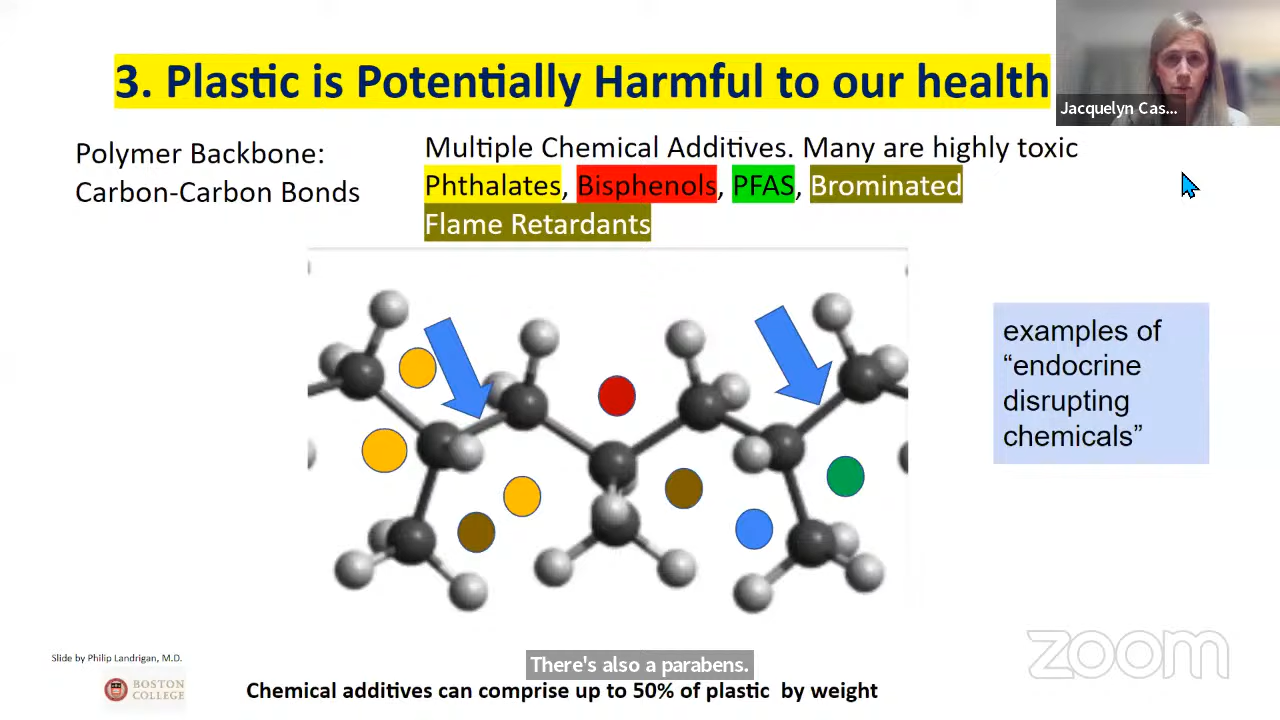 3. Plastic is Potentially Harmful to our health
Jacquelyn Cas...
Polymer Backbone:
Carbon-Carbon Bonds
Multiple Chemical Additives. Many are highly toxic
Phthalates, Bisphenols, PFAS, Brominated
Flame Retardants
examples of
“endocrine
disrupting
chemicals”
Slide by Philip Landrigan, M.D.
BOSTON
COLLEGE
There's also a parabens.
Chemical additives can comprise up to 50% of plastic by weight
zoom